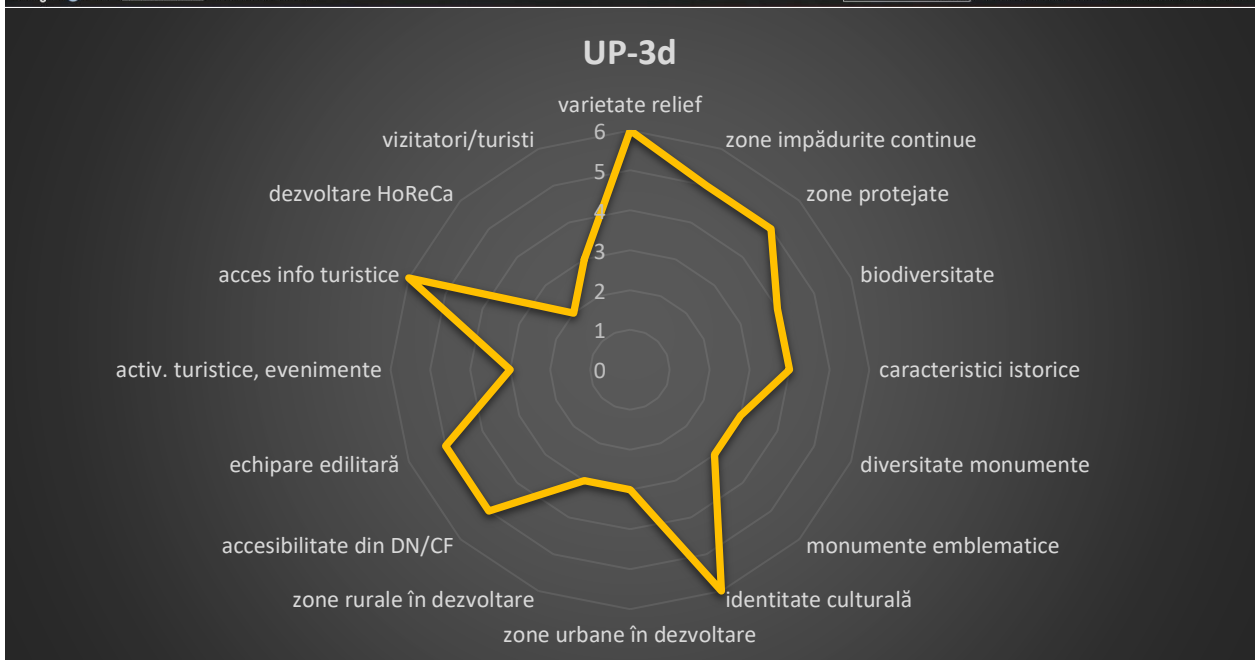 UP-3d
varietate relief
zone impădurite continue
zone protejate
biodiversitate
caracteristici istorice
diversitate monumente
monumente emblematice
identitate culturală
zone urbane în dezvoltare
zone rurale în dezvoltare
accesibilitate din DN/CF
echipare edilitară
activ. turistice, evenimente
acces info turistice
dezvoltare HoReCa
vizitatori/turisti
6
5
4
3
2
1
0